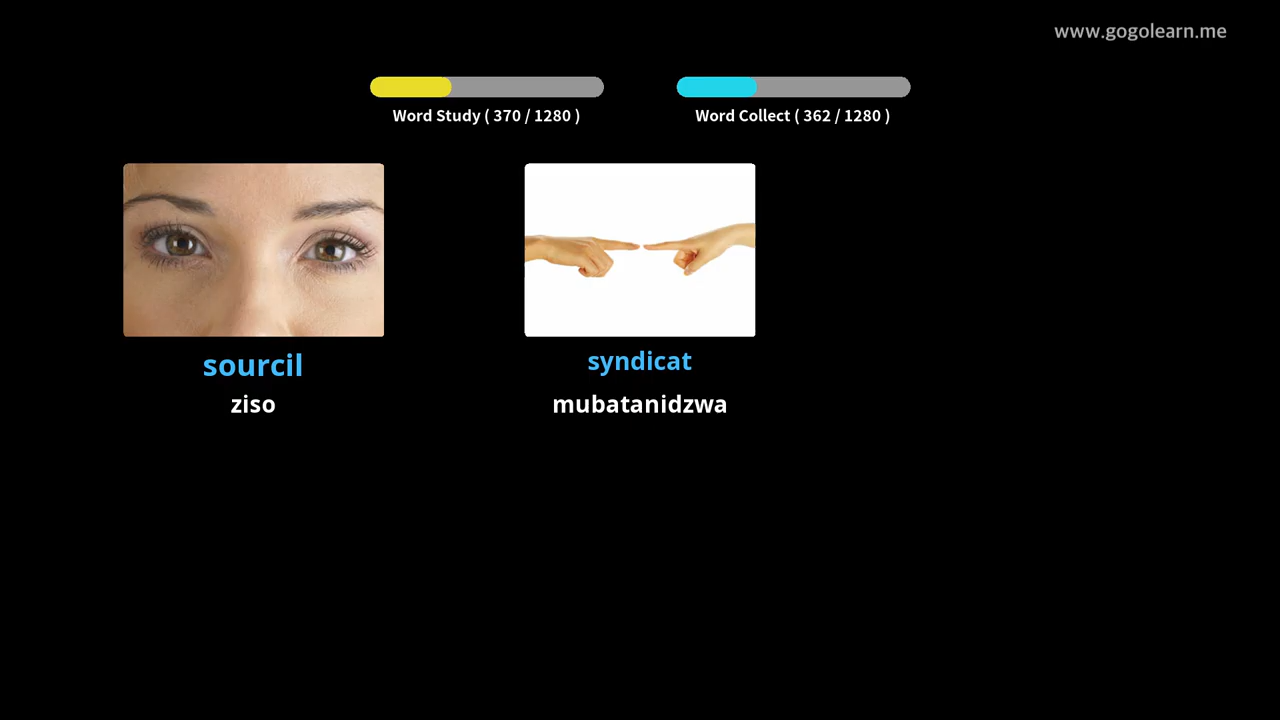 www.gogolearn.me
Word Study ( 370 / 1280 )
Word Collect ( 362 / 1280 )
sourcil
ziso
syndicat
mubatanidzwa